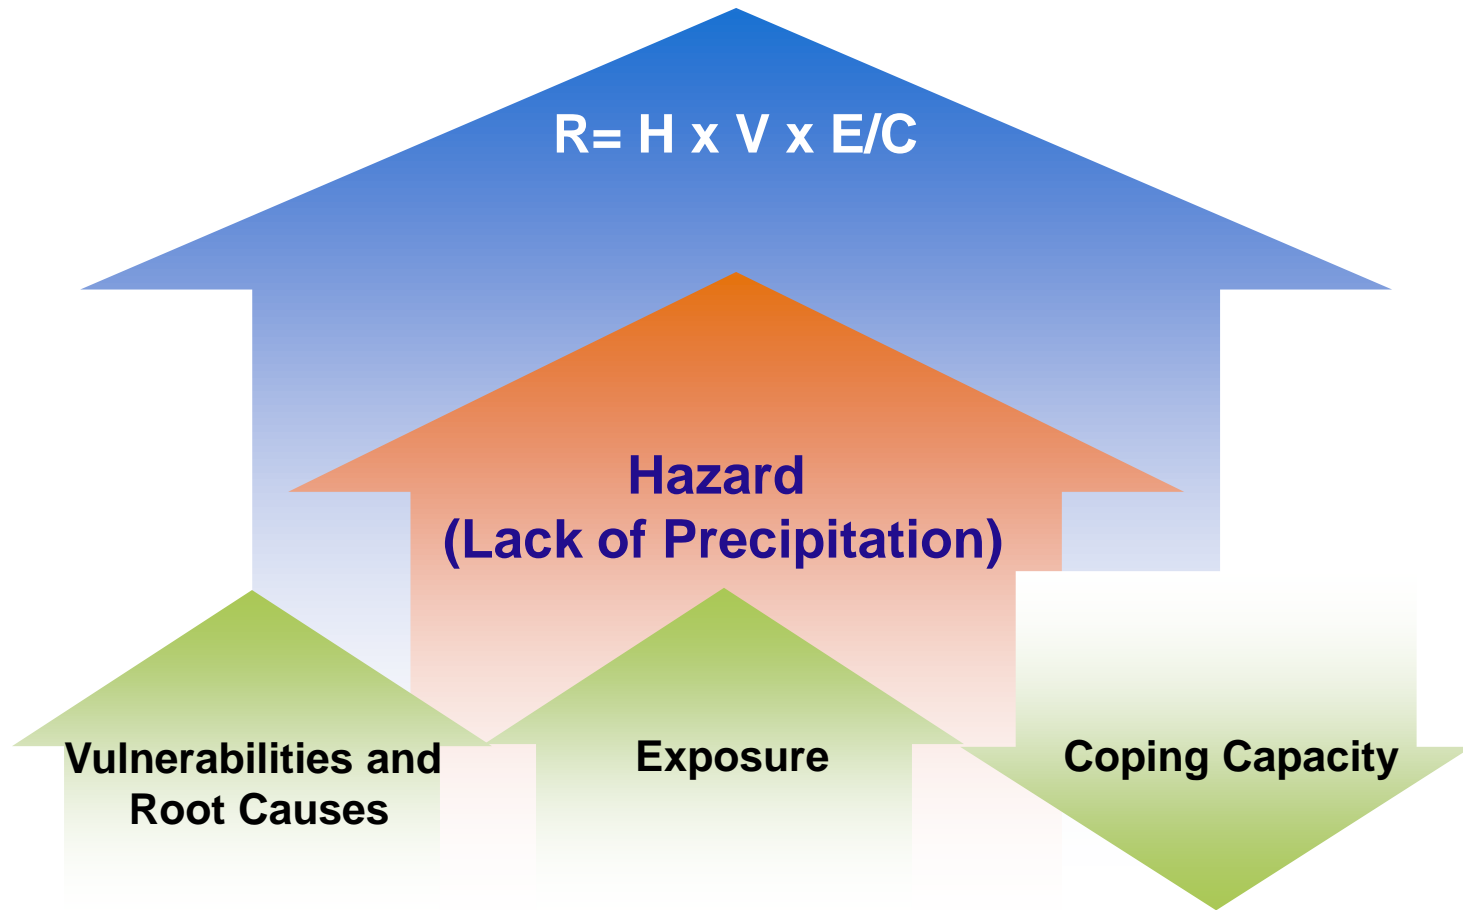 R= H x V x E/C
Hazard
(Lack of Precipitation)
Vulnerabilities and
Root Causes
Exposure
Coping Capacity